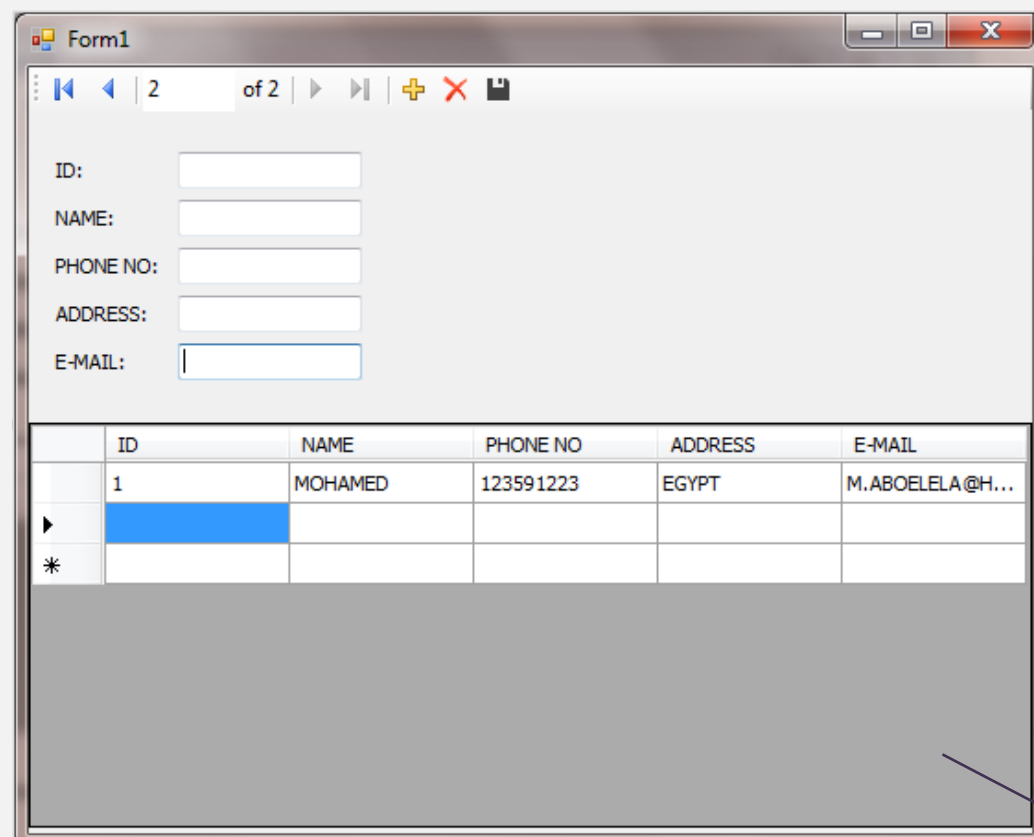 Form1
2 of 2
ID:
NAME:
PHONE NO:
ADDRESS:
E-MAIL:
ID NAME PHONE NO ADDRESS E-MAIL
1 MOHAMED 123591223 EGYPT M.ABOELELA@H...